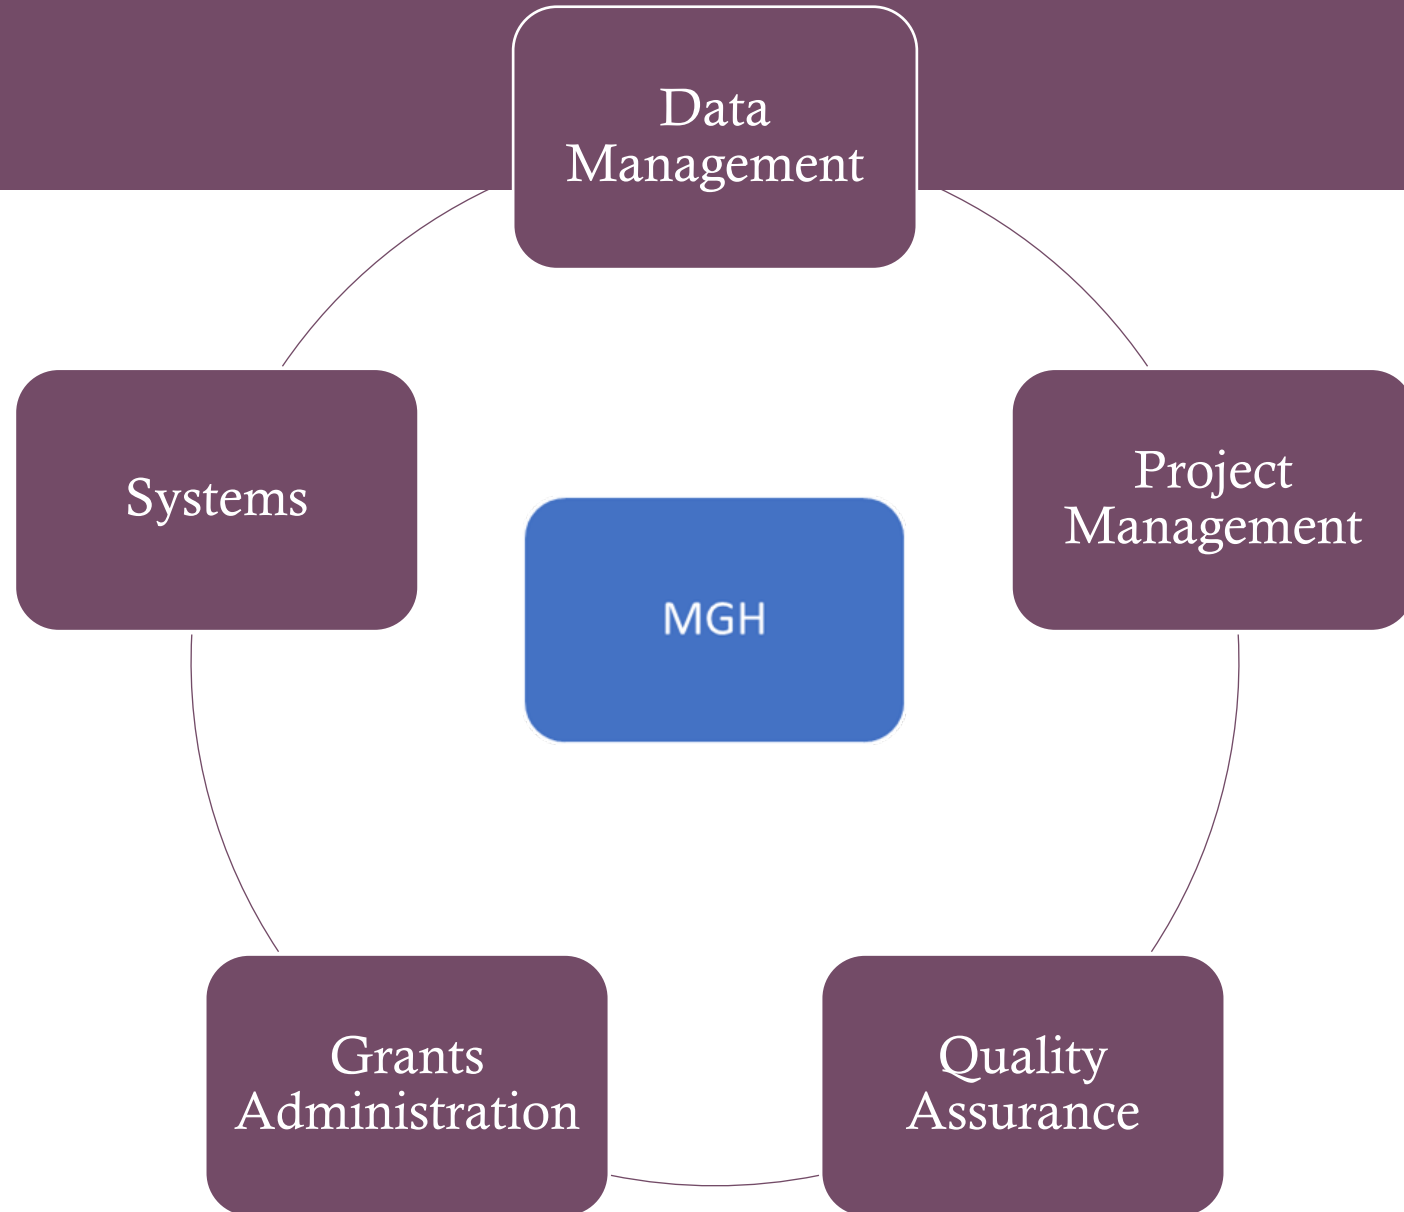 Data
Management
Systems
Project
Management
MGH
Grants
Administration
Quality
Assurance